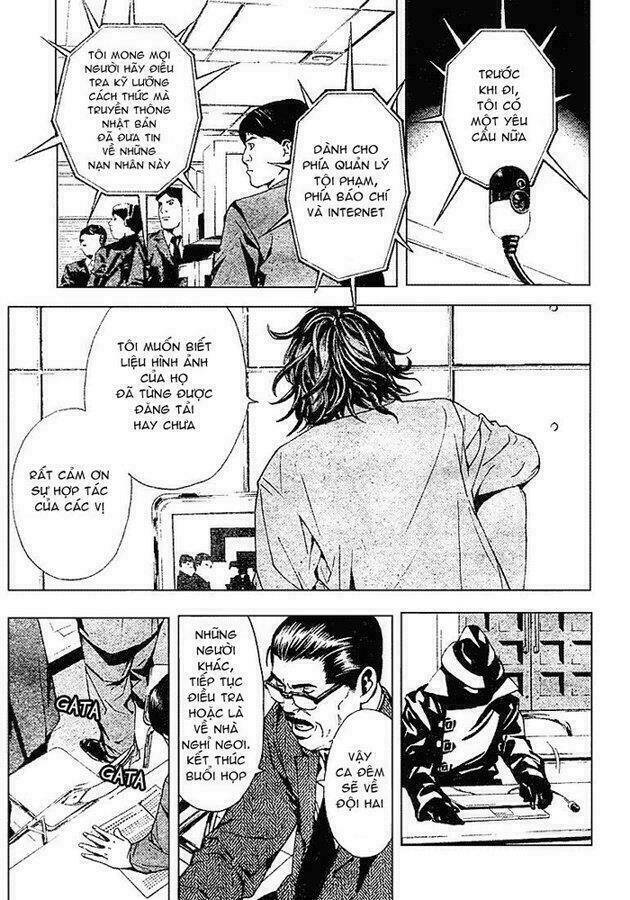 TRƯỚC
KHI ĐI,
TÔI CÓ
MỘT YÊU
CẦU NỮA
DÀNH CHO
PHÍA QUẢN LÝ
TỘI PHẠM,
PHÍA BÁO CHÍ
VÀ INTERNET
TÔI MONG MỌI
NGƯỜI HÃY ĐIỀU
TRA KỸ LƯỠNG
CÁCH THỨC MÀ
TRUYỀN THÔNG
NHẬT BẢN
ĐÃ ĐƯA TIN
VỀ NHỮNG
NẠN NHÂN NÀY
TÔI MUỐN BIẾT
LIỆU HÌNH ẢNH
CỦA HỌ
ĐÃ TỪNG ĐƯỢC
ĐĂNG TẢI
HAY CHƯA
RẤT CẢM ƠN
SỰ HỢP TÁC
CỦA CÁC VỊ
VẬY
CA ĐÊM
SẼ VỀ
ĐỘI HAI
NHỮNG
NGƯỜI
KHÁC,
TIẾP TỤC
ĐIỀU TRA
HOẶC LÀ
VỀ NHÀ
NGHỈ NGƠI.
KẾT THÚC
BUỔI HỌP
GATA
GATA